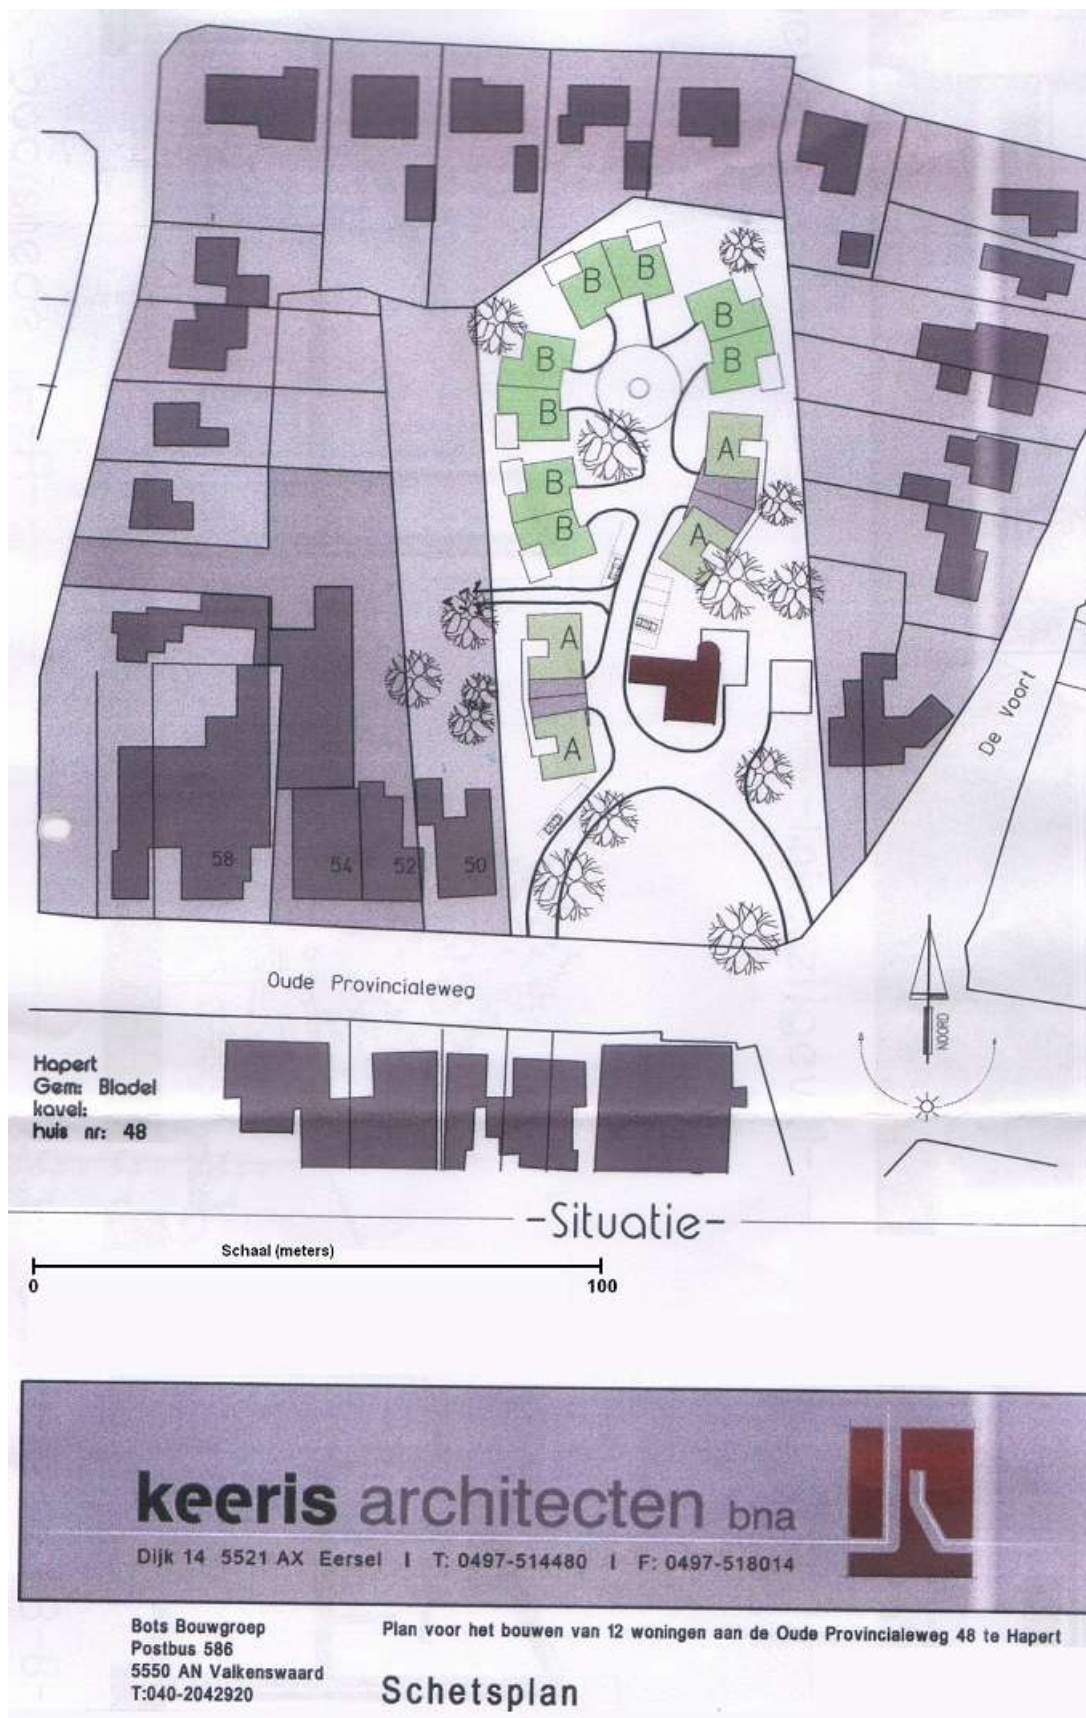 B
B
B
B
B
B
A
B
A
B
A
A
De Voort
58
54
52
50
Oude Provincialeweg
NOORD
Hapert
Gem: Bladel
kavel:
huis nr: 48
-Situatie-
Schaal (meters)
0
100
keeris architecten bna
Dijk 14 5521 AX Eersel I T: 0497-514480 I F: 0497-518014
Bots Bouwgroep
Postbus 586
5550 AN Valkenswaard
T:040-2042920
Plan voor het bouwen van 12 woningen aan de Oude Provincialeweg 48 te Hapert
Schetsplan